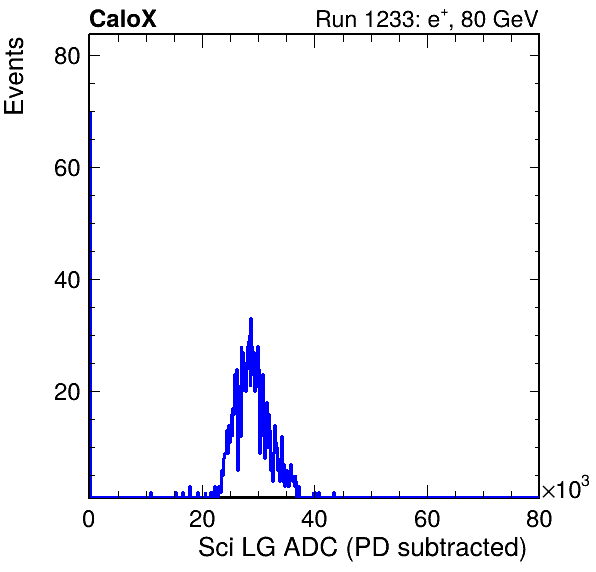 CaloX Run 1233: e⁺, 80 GeV
Events
80
60
40
20
0 20 40 60 80
×10³
Sci LG ADC (PD subtracted)